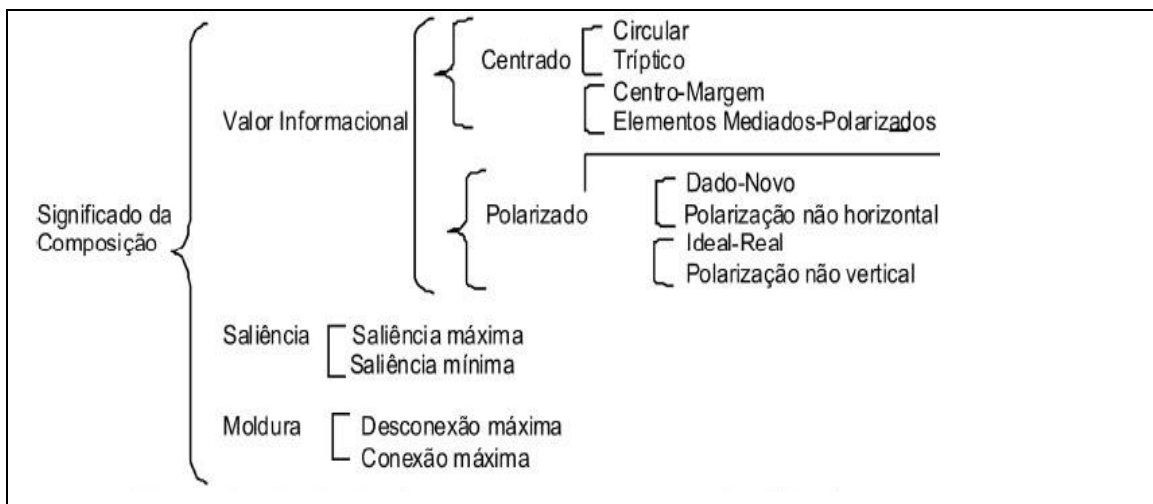 Circular
Centrado
Tríptico
Centro-Margem
Valor Informacional
Elementos Mediados-Polarizados
Dado-Novo
Polarizado
Polarização não horizontal
Significado da
Composição
Ideal-Real
Polarização não vertical
Saliência
Saliência máxima
Saliência mínima
Moldura
Desconexão máxima
Conexão máxima